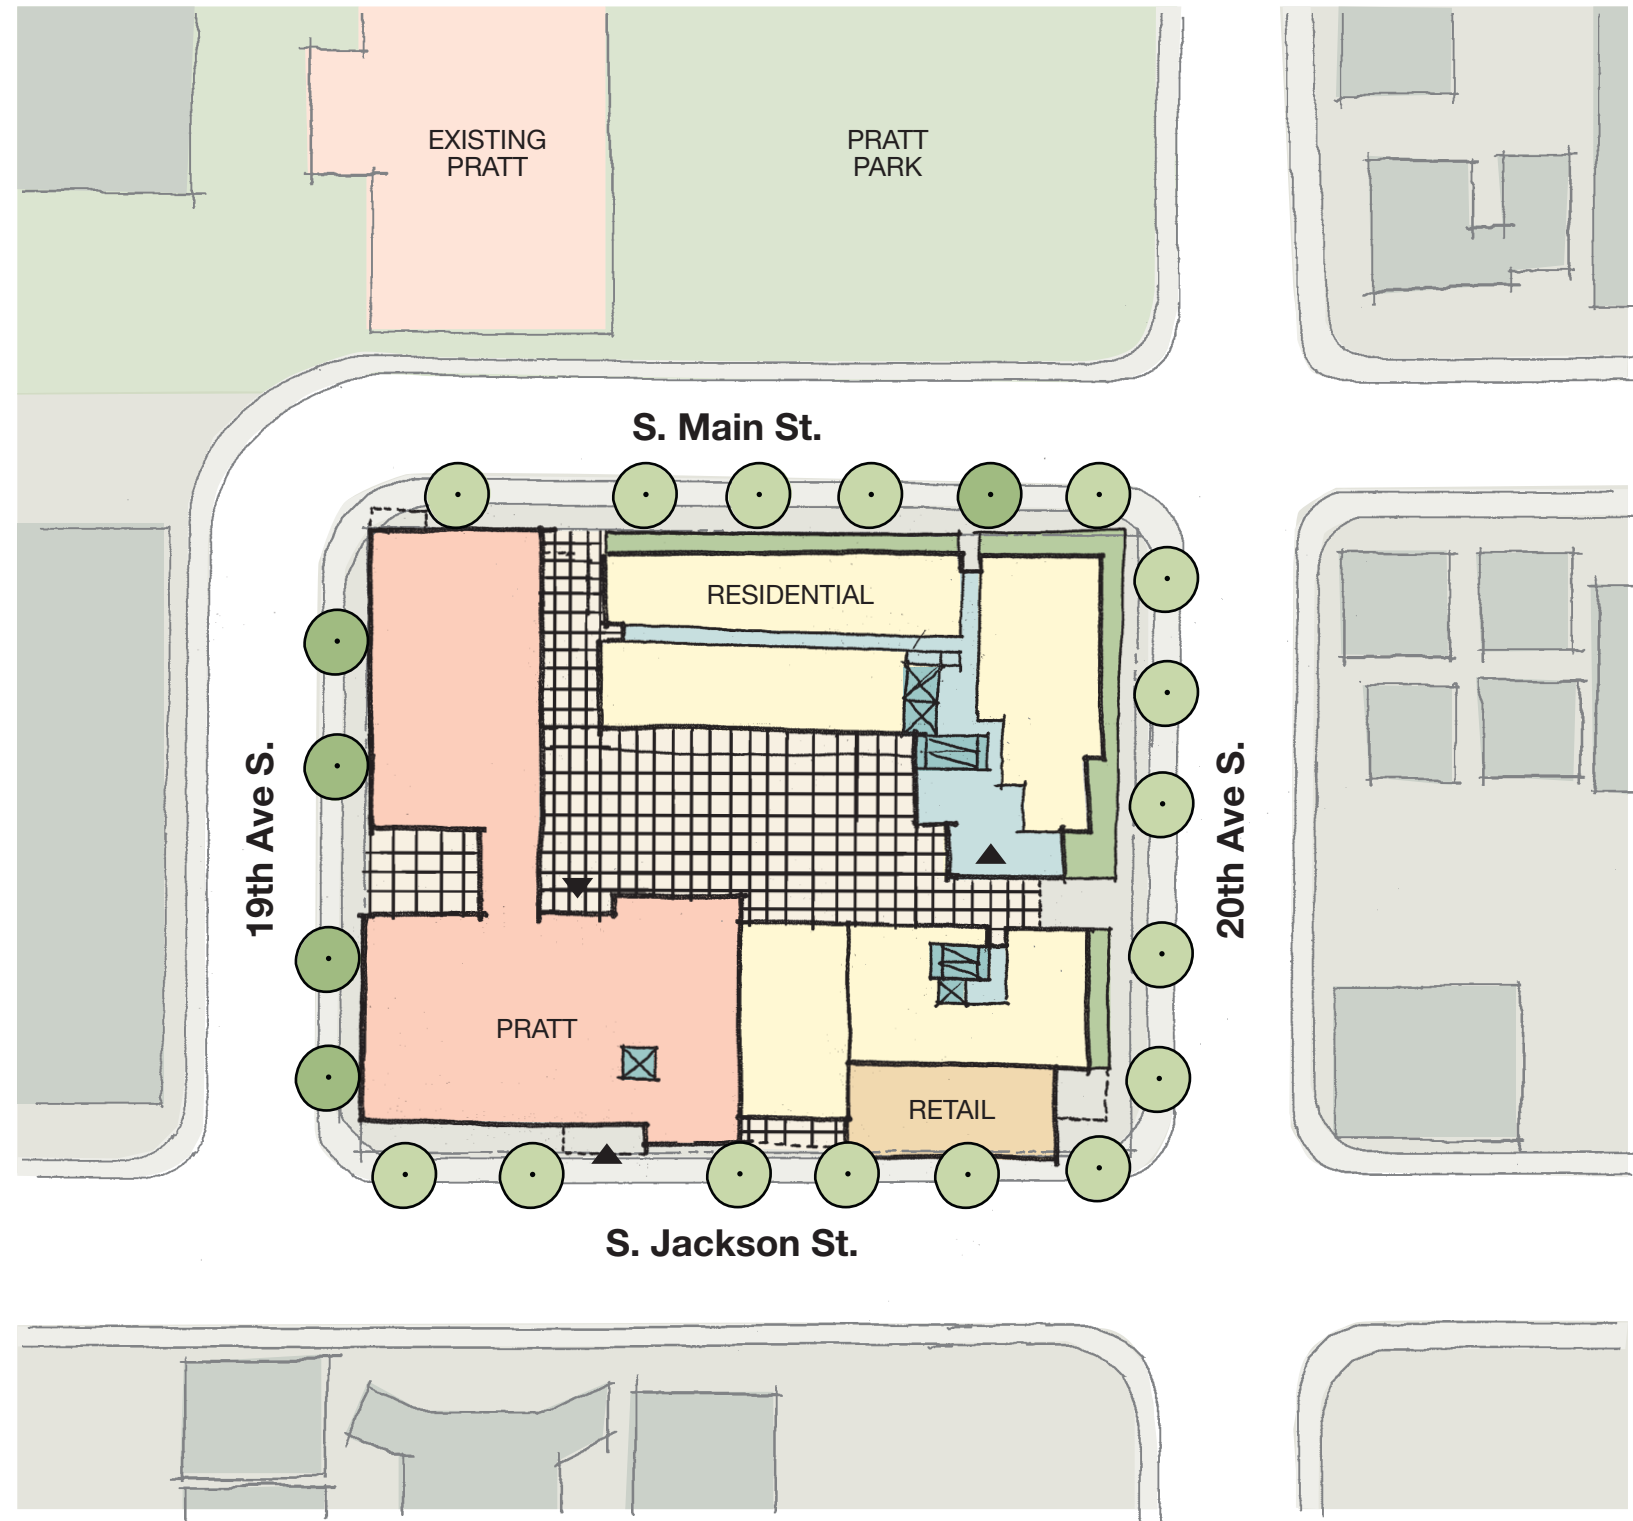 EXISTING
PRATT
PRATT
PARK
S. Main St.
RESIDENTIAL
19th Ave S.
20th Ave S.
PRATT
RETAIL
S. Jackson St.